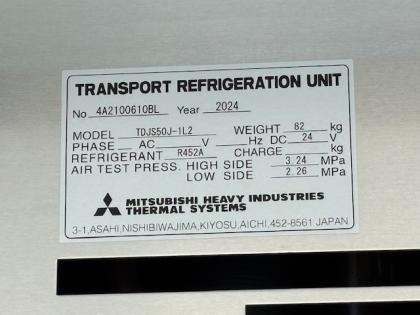 TRANSPORT REFRIGERATION UNIT
No 4A2100610BL Year 2024
MODEL TDJS50J-1L2 WEIGHT 82 kg
PHASE AC V Hz DC 24 V
REFRIGERANT R452A CHARGE kg
AIR TEST PRESS. HIGH SIDE 3.24 MPa
LOW SIDE 2.26 MPa
MITSUBISHI HEAVY INDUSTRIES
THERMAL SYSTEMS
3-1,ASAHI,NISHIBIWAJIMA,KIYOSU,AICHI,452-8561 JAPAN